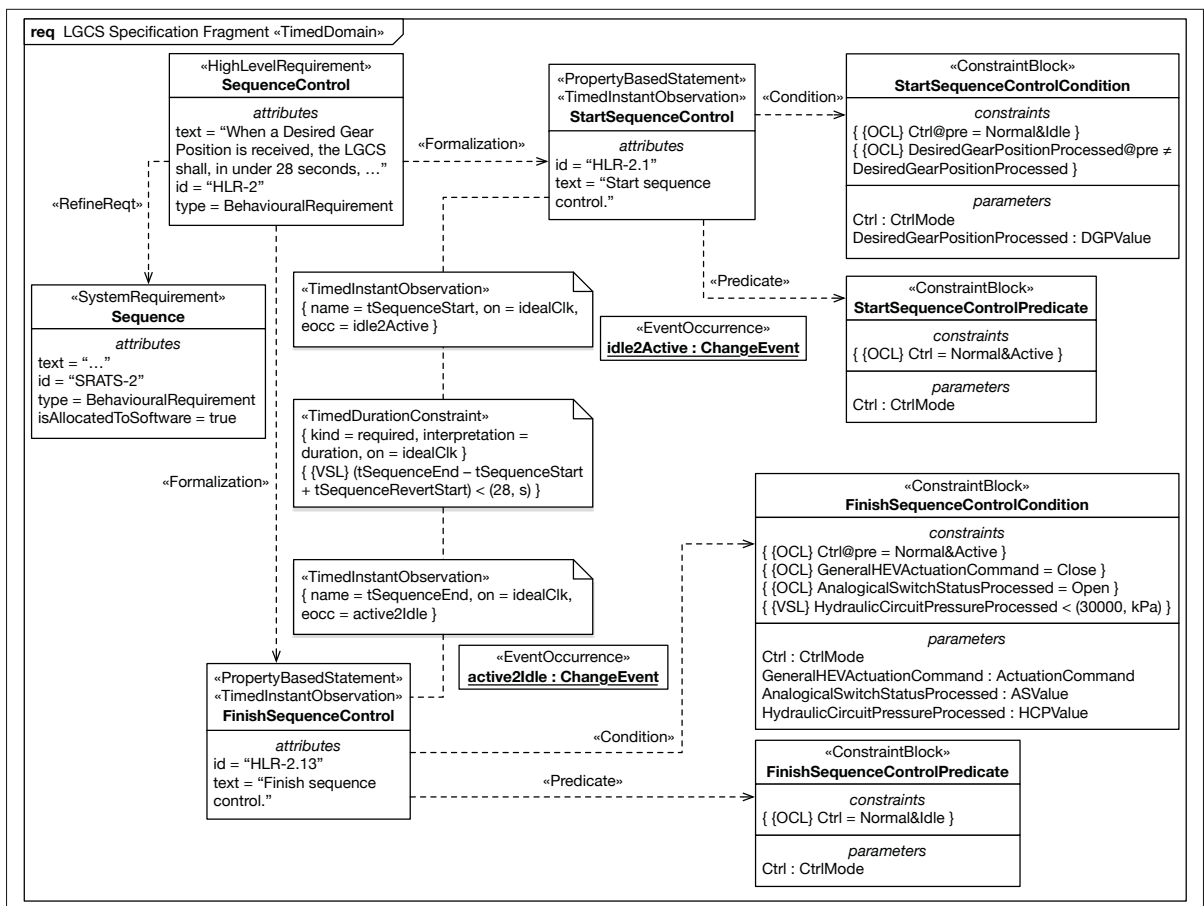 req LGCS Specification Fragment «TimedDomain»
«HighLevelRequirement»
SequenceControl
attributes
text = “When a Desired Gear
Position is received, the LGCS
shall, in under 28 seconds, …”
id = “HLR-2”
type = BehaviouralRequirement
«Formalization»
«PropertyBasedStatement»
«TimedInstantObservation»
StartSequenceControl
attributes
id = “HLR-2.1”
text = “Start sequence
control.”
«Condition»
«ConstraintBlock»
StartSequenceControlCondition
constraints
{ {OCL} Ctrl@pre = Normal&Idle }
{ {OCL} DesiredGearPositionProcessed@pre ≠
DesiredGearPositionProcessed }
parameters
Ctrl : CtrlMode
DesiredGearPositionProcessed : DGPValue
«RefineReqt»
«SystemRequirement»
Sequence
attributes
text = “…”
id = “SRATS-2”
type = BehaviouralRequirement
isAllocatedToSoftware = true
«TimedInstantObservation»
{ name = tSequenceStart, on = idealClk,
eocc = idle2Active }
«Predicate»
«EventOccurrence»
idle2Active : ChangeEvent
«ConstraintBlock»
StartSequenceControlPredicate
constraints
{ {OCL} Ctrl = Normal&Active }
parameters
Ctrl : CtrlMode
«TimedDurationConstraint»
{ kind = required, interpretation =
duration, on = idealClk }
{ {VSL} (tSequenceEnd – tSequenceStart
+ tSequenceRevertStart) < (28, s) }
«Formalization»
«TimedInstantObservation»
{ name = tSequenceEnd, on = idealClk,
eocc = active2Idle }
«EventOccurrence»
active2Idle : ChangeEvent
«ConstraintBlock»
FinishSequenceControlCondition
constraints
{ {OCL} Ctrl@pre = Normal&Active }
{ {OCL} GeneralHEVActuationCommand = Close }
{ {OCL} AnalogicalSwitchStatusProcessed = Open }
{ {VSL} HydraulicCircuitPressureProcessed < (30000, kPa) }
parameters
Ctrl : CtrlMode
GeneralHEVActuationCommand : ActuationCommand
AnalogicalSwitchStatusProcessed : ASValue
HydraulicCircuitPressureProcessed : HCPValue
«PropertyBasedStatement»
«TimedInstantObservation»
FinishSequenceControl
attributes
id = “HLR-2.13”
text = “Finish sequence
control.”
«Condition»
«Predicate»
«ConstraintBlock»
FinishSequenceControlPredicate
constraints
{ {OCL} Ctrl = Normal&Idle }
parameters
Ctrl : CtrlMode